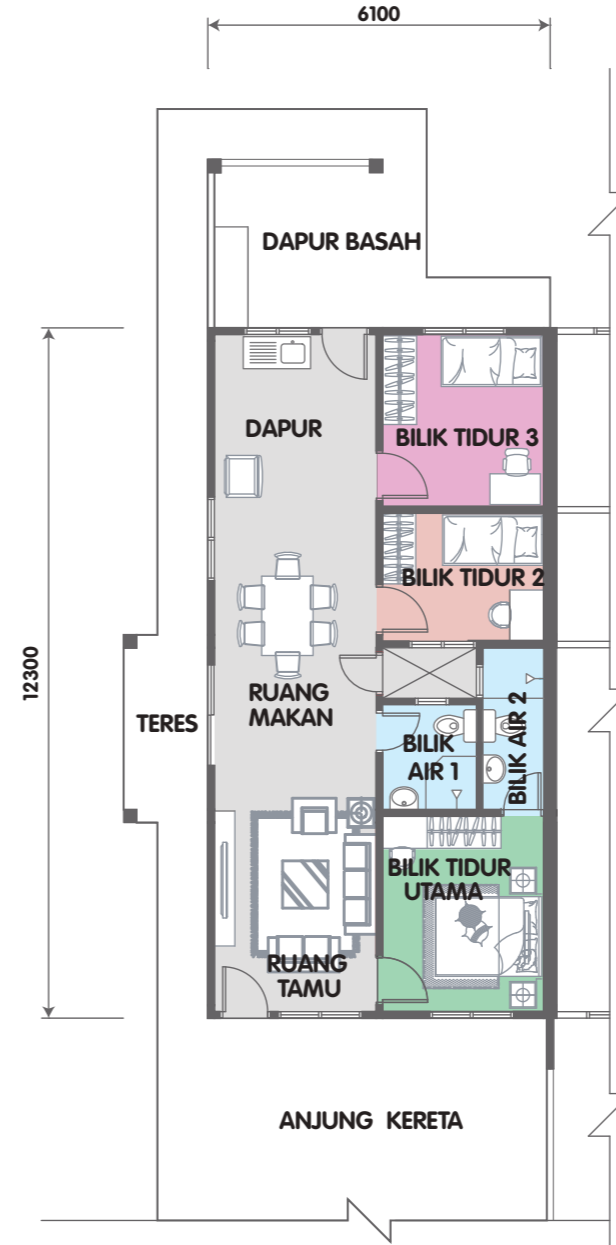 6100
DAPUR BASAH
DAPUR
BILIK TIDUR 3
BILIK TIDUR 2
12300
RUANG
MAKAN
TERES
BILIK
AIR 1
BILIK AIR 2
BILIK TIDUR
UTAMA
RUANG
TAMU
ANJUNG KERETA